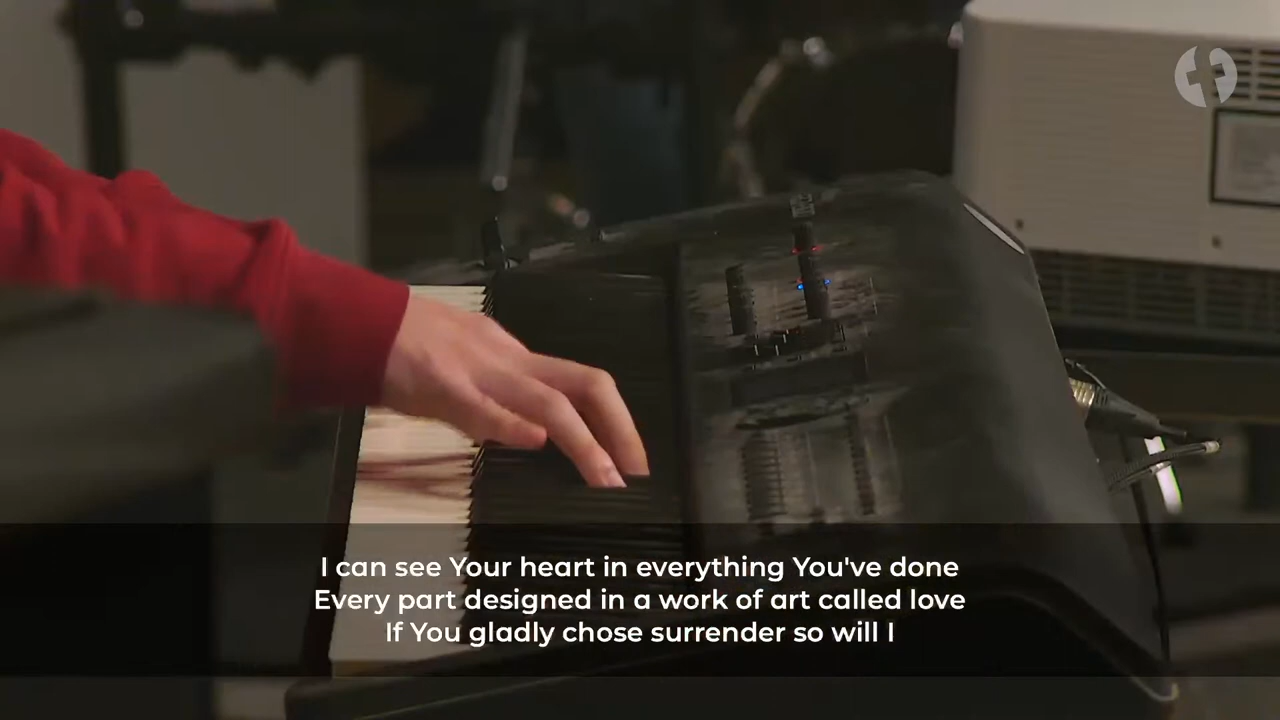 I can see Your heart in everything You've done
Every part designed in a work of art called love
If You gladly chose surrender so will I